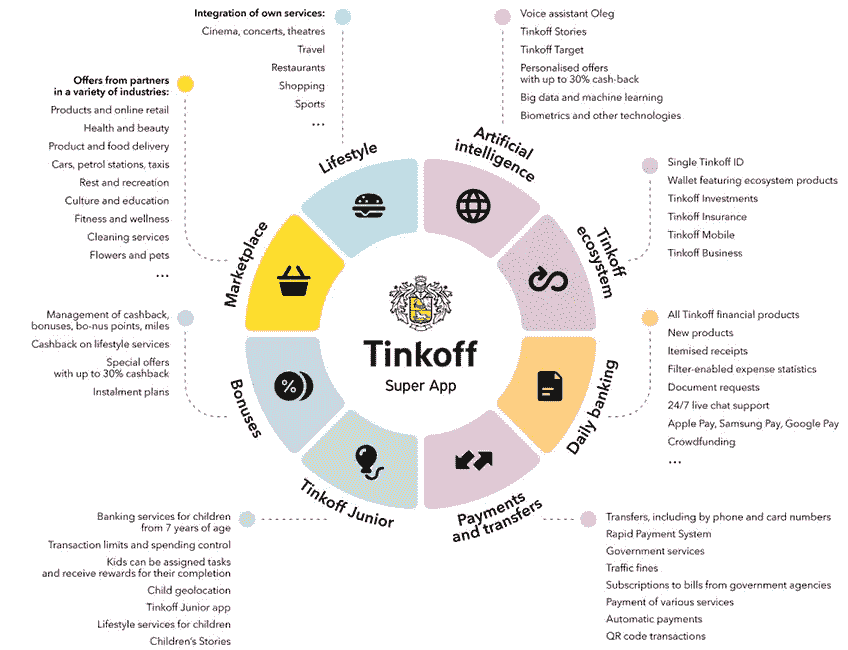 Integration of own services:
Cinema, concerts, theatres
Travel
Restaurants
Shopping
Sports
...
Voice assistant Oleg
Tinkoff Stories
Tinkoff Target
Personalised offers
with up to 30% cash-back
Big data and machine learning
Biometrics and other technologies
Offers from partners
in a variety of industries:
Products and online retail
Health and beauty
Product and food delivery
Cars, petrol stations, taxis
Rest and recreation
Culture and education
Fitness and wellness
Cleaning services
Flowers and pets
...
Lifestyle
Artificial
intelligence
Single Tinkoff ID
Wallet featuring ecosystem products
Tinkoff Investments
Tinkoff Insurance
Tinkoff Mobile
Tinkoff Business
Marketplace
Tinkoff
ecosystem
Management of cashback,
bonuses, bo-nus points, miles
Cashback on lifestyle services
Special offers
with up to 30% cashback
Instalment plans
Tinkoff
Super App
All Tinkoff financial products
New products
Itemised receipts
Filter-enabled expense statistics
Document requests
24/7 live chat support
Apple Pay, Samsung Pay, Google Pay
Crowdfunding
...
Bonuses
%
Daily banking
Tinkoff Junior
Payments
and transfers
Banking services for children
from 7 years of age
Transaction limits and spending control
Kids can be assigned tasks
and receive rewards for their completion
Child geolocation
Tinkoff Junior app
Lifestyle services for children
Children's Stories
Transfers, including by phone and card numbers
Rapid Payment System
Government services
Traffic fines
Subscriptions to bills from government agencies
Payment of various services
Automatic payments
QR code transactions